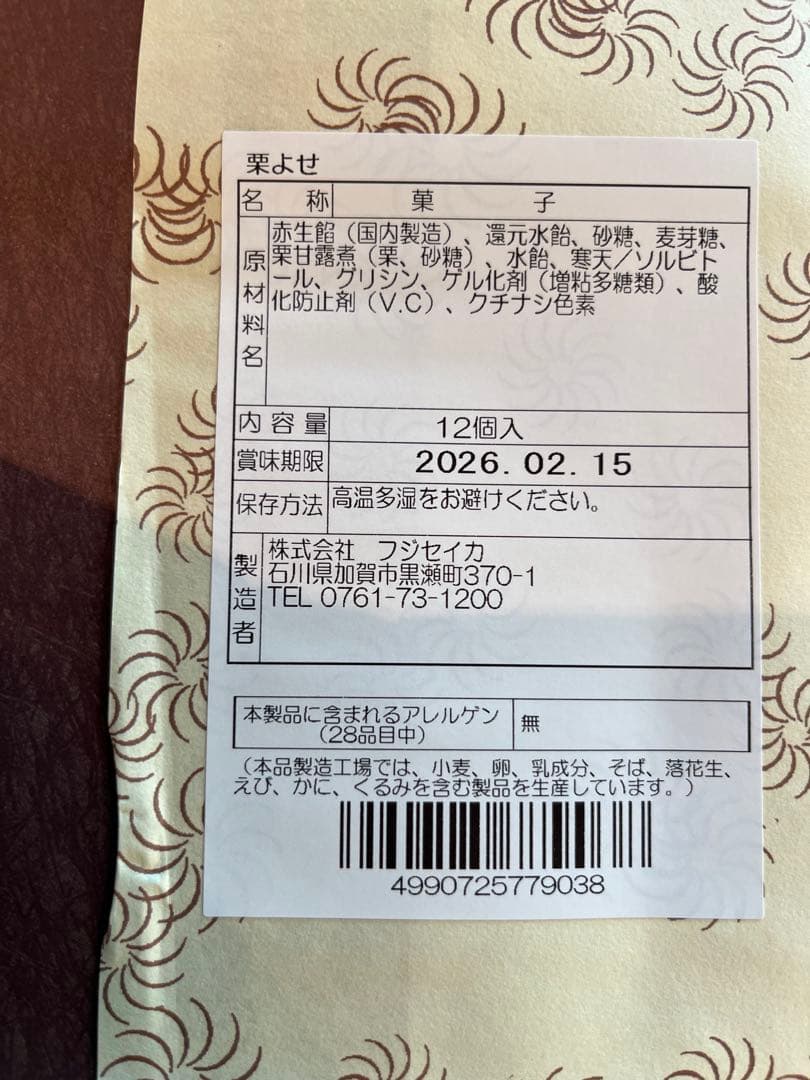 栗よせ
名称 菓子
原材料名
赤生餡（国内製造）、還元水飴、砂糖、麦芽糖、
栗甘露煮（栗、砂糖）、水飴、寒天／ソルビト
ール、グリシン、ゲル化剤（増粘多糖類）、酸
化防止剤（V.C）、クチナシ色素
内容量 12個入
賞味期限 2026.02.15
保存方法 高温多湿をお避けください。
製造者
株式会社 フジセイカ
石川県加賀市黒瀬町370-1
TEL 0761-73-1200
本製品に含まれるアレルゲン
（28品目中）
無
（本品製造工場では、小麦、卵、乳成分、そば、落花生、
えび、かに、くるみを含む製品を生産しています。）
4990725779038